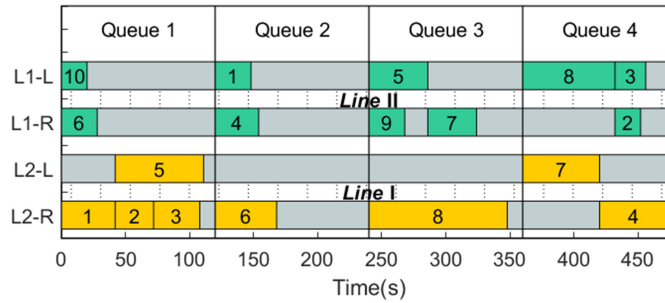 Queue 1 Queue 2 Queue 3 Queue 4
L1-L 10 1 5 8 3
Line II
L1-R 6 4 9 7 2
L2-L 5 7
Line I
L2-R 1 2 3 6 8 4
0 50 100 150 200 250 300 350 400 450
Time(s)